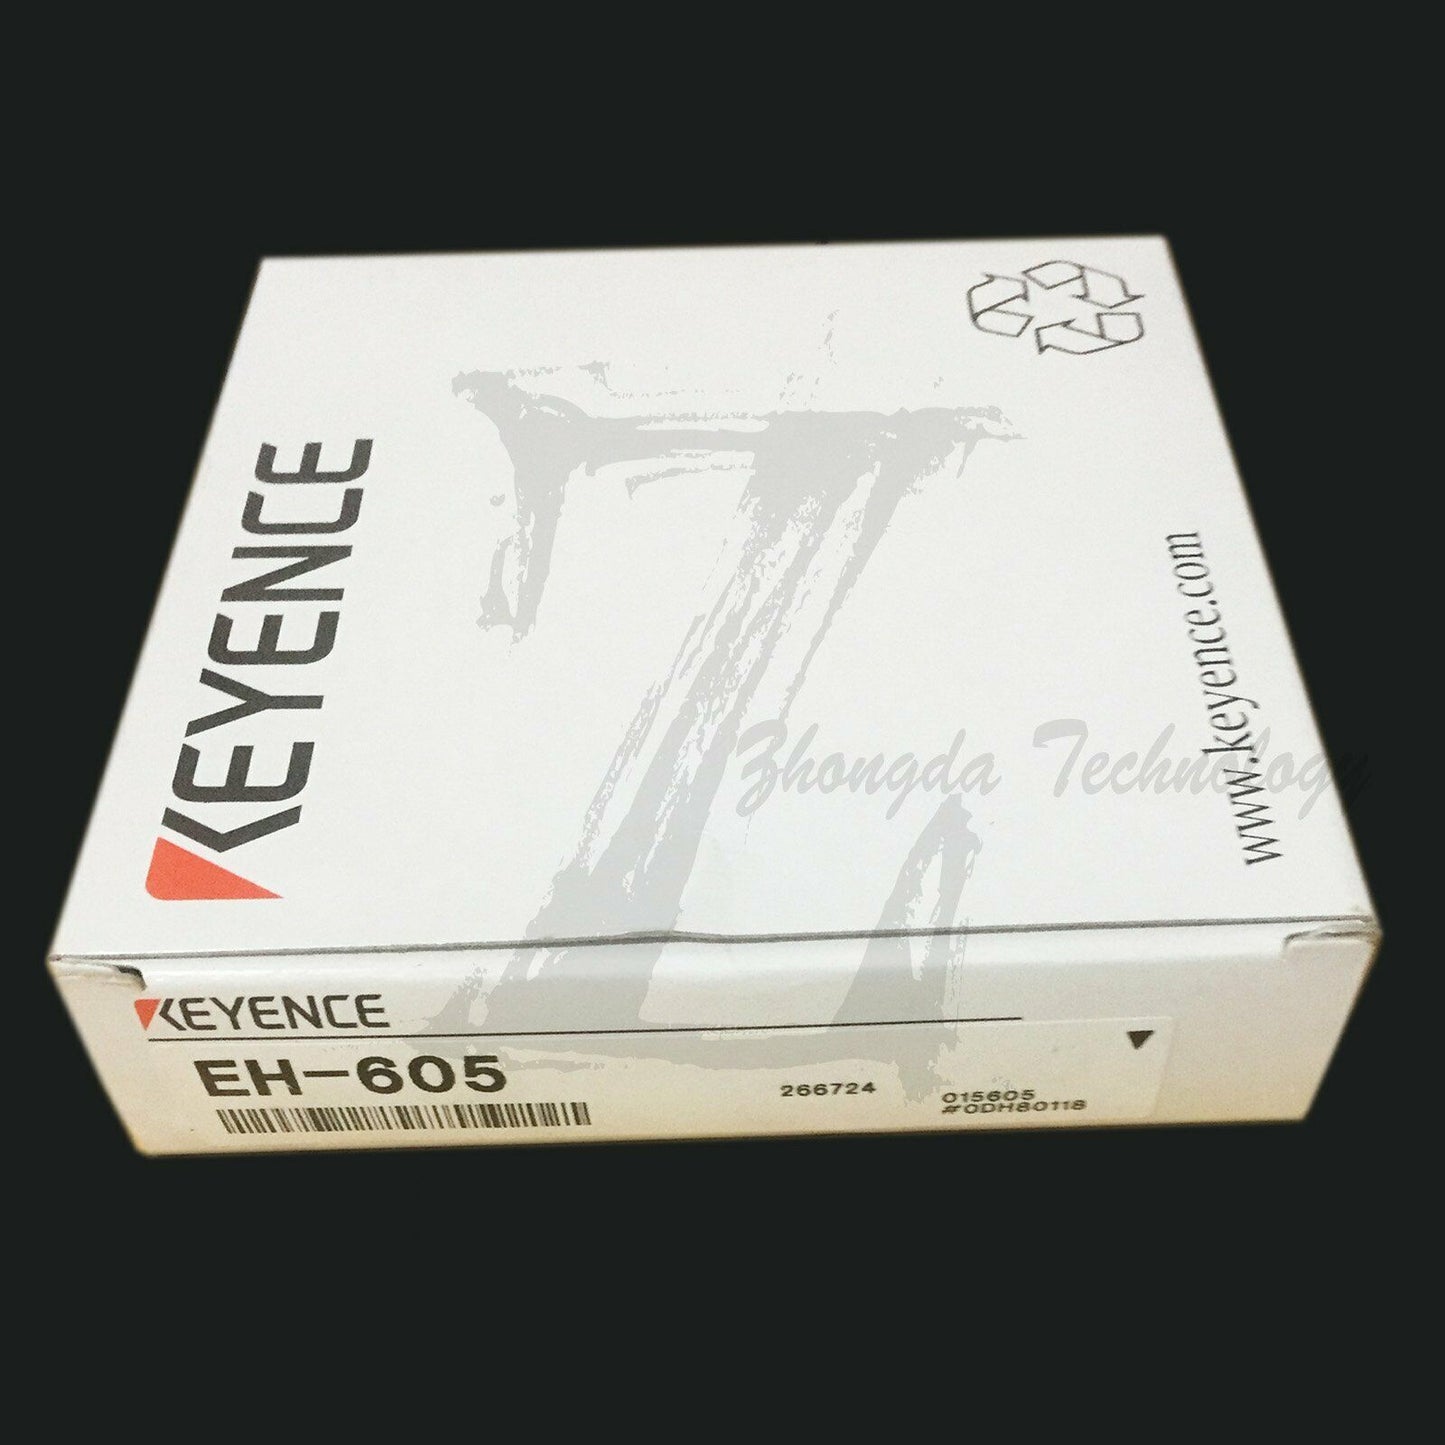 KEYENCE
www.keyence.com
Zhongda Technology
KEYENCE
EH-605
266724
015605
#0DH80118